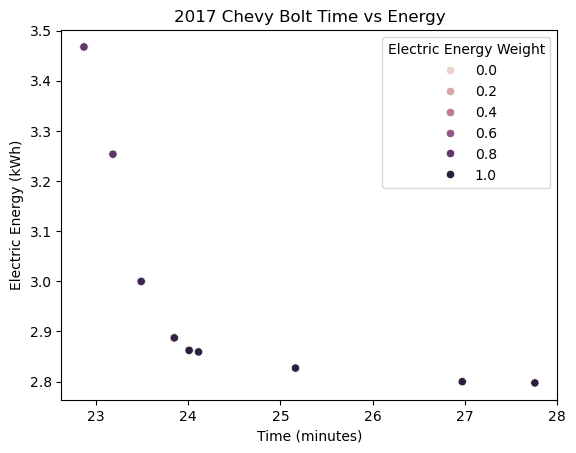 2017 Chevy Bolt Time vs Energy
Electric Energy Weight
0.0
0.2
0.4
0.6
0.8
1.0
Electric Energy (kWh)
3.5
3.4
3.3
3.2
3.1
3.0
2.9
2.8
23 24 25 26 27 28
Time (minutes)